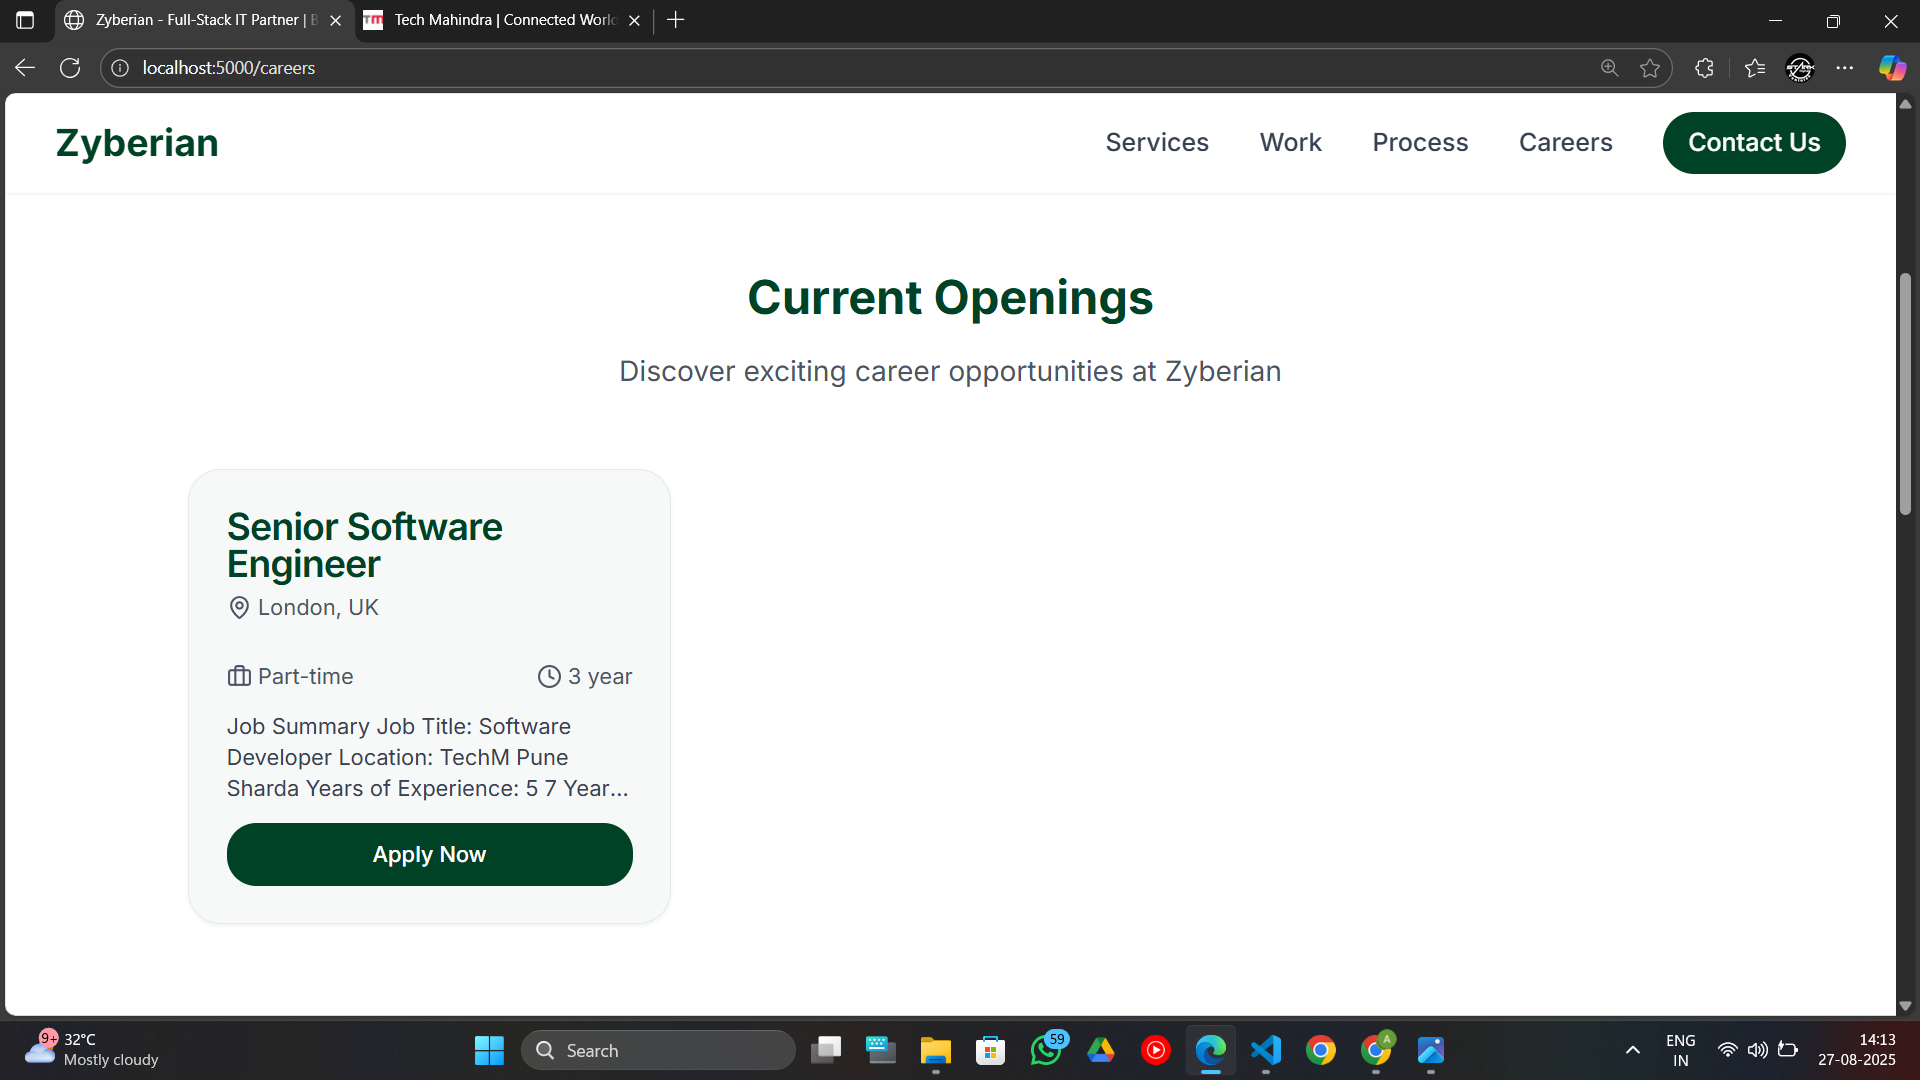 Zyberian - Full-Stack IT Partner | B
Tech Mahindra | Connected World
localhost:5000/careers
Zyberian
Services
Work
Process
Careers
Contact Us
Current Openings
Discover exciting career opportunities at Zyberian
Senior Software
Engineer
London, UK
Part-time
3 year
Job Summary Job Title: Software
Developer Location: TechM Pune
Sharda Years of Experience: 5 7 Year...
Apply Now
9+
32°C
Mostly cloudy
Search
59
A
ENG
IN
14:13
27-08-2025